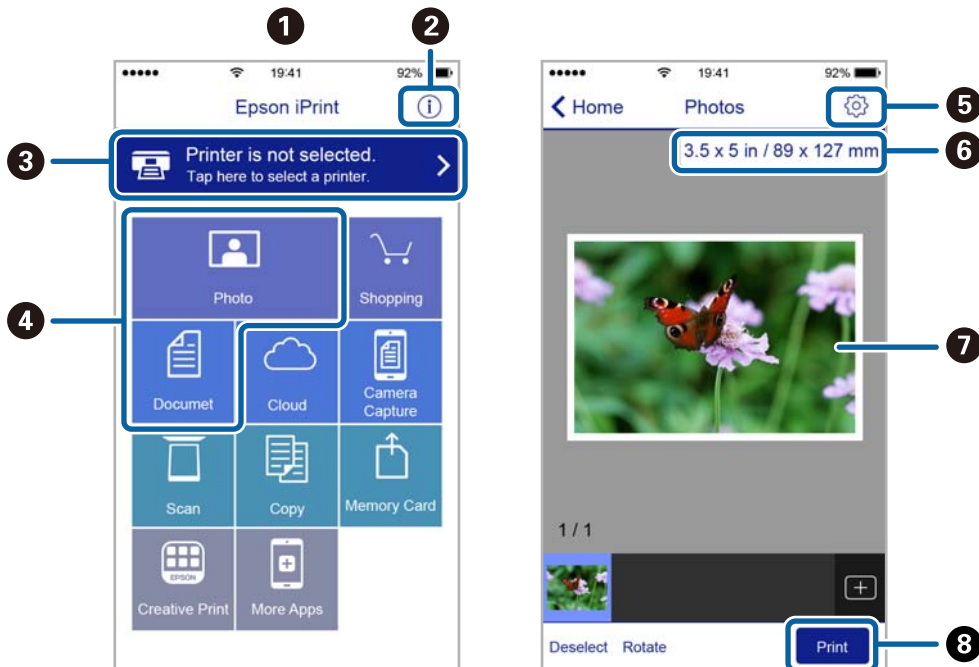 1
2
19:41
92%
Epson iPrint
3
Printer is not selected.
Tap here to select a printer.
4
Photo
Shopping
Documet
Cloud
Camera
Capture
Scan
Copy
Memory Card
EPSON
Creative Print
More Apps
19:41
92%
Home
Photos
5
3.5 x 5 in / 89 x 127 mm
6
7
1 / 1
Deselect
Rotate
Print
8